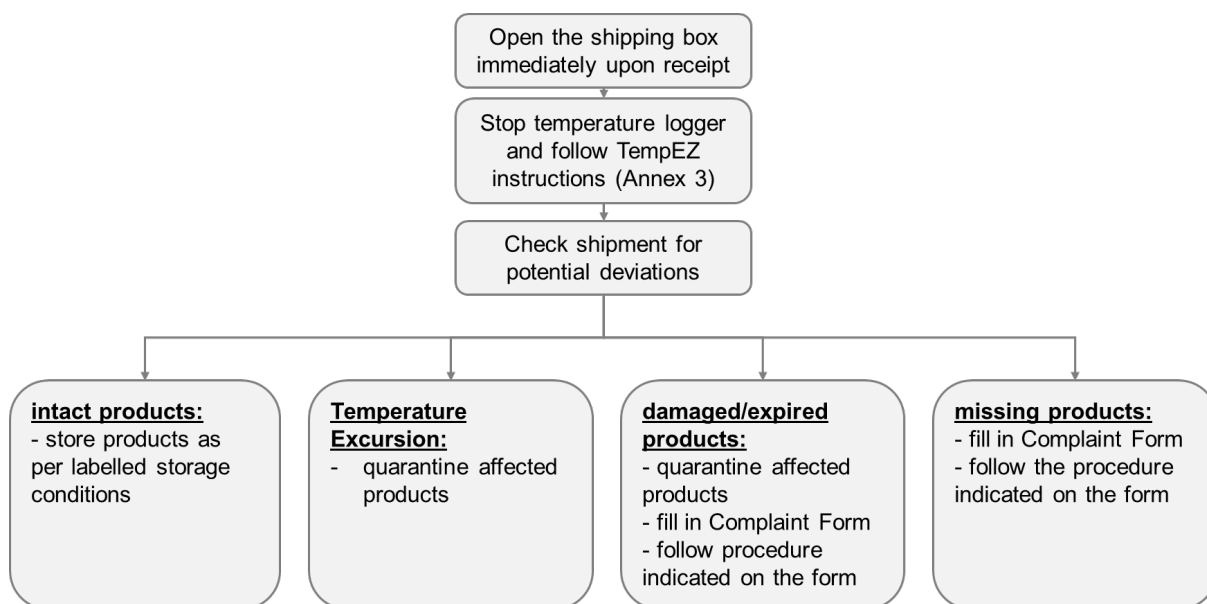 Open the shipping box
immediately upon receipt
Stop temperature logger
and follow TempEZ
instructions (Annex 3)
Check shipment for
potential deviations
intact products:
- store products as
per labelled storage
conditions
Temperature
Excursion:
- quarantine affected
products
damaged/expired
products:
- quarantine affected
products
- fill in Complaint Form
- follow procedure
indicated on the form
missing products:
- fill in Complaint Form
- follow the procedure
indicated on the form